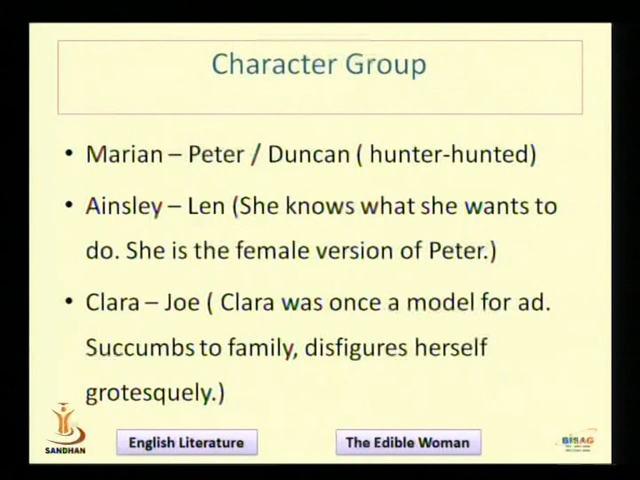 Character Group
• Marian – Peter / Duncan ( hunter-hunted)
• Ainsley – Len (She knows what she wants to
do. She is the female version of Peter.)
• Clara – Joe ( Clara was once a model for ad.
Succumbs to family, disfigures herself
grotesquely.)
SANDHAN
English Literature
The Edible Woman
BISAG